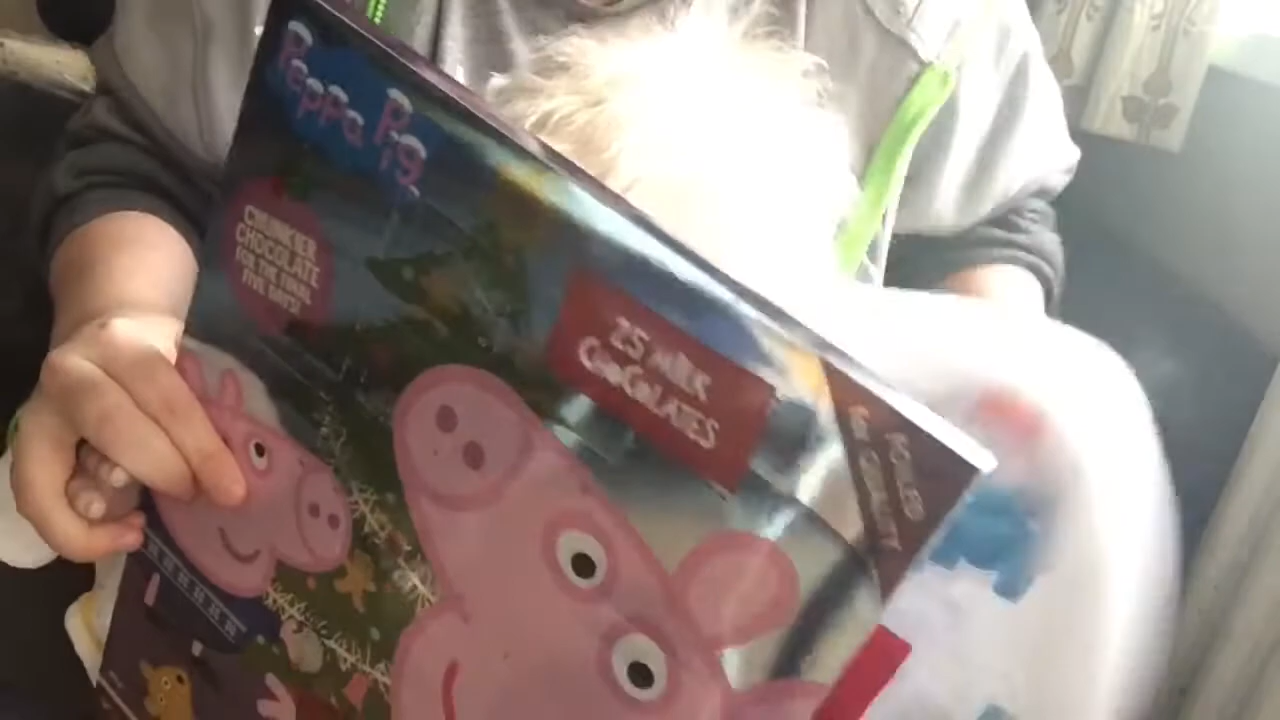 Peppa Pig
CHUNKIER
CHOCOLATE
FOR THE FINAL
FIVE DAYS!
25 MILK
CHOCOLATES